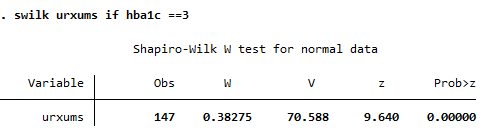 . swilk urxums if hba1c ==3
Shapiro-Wilk W test for normal data
Variable Obs W V z Prob>z
urxums 147 0.38275 70.588 9.640 0.00000